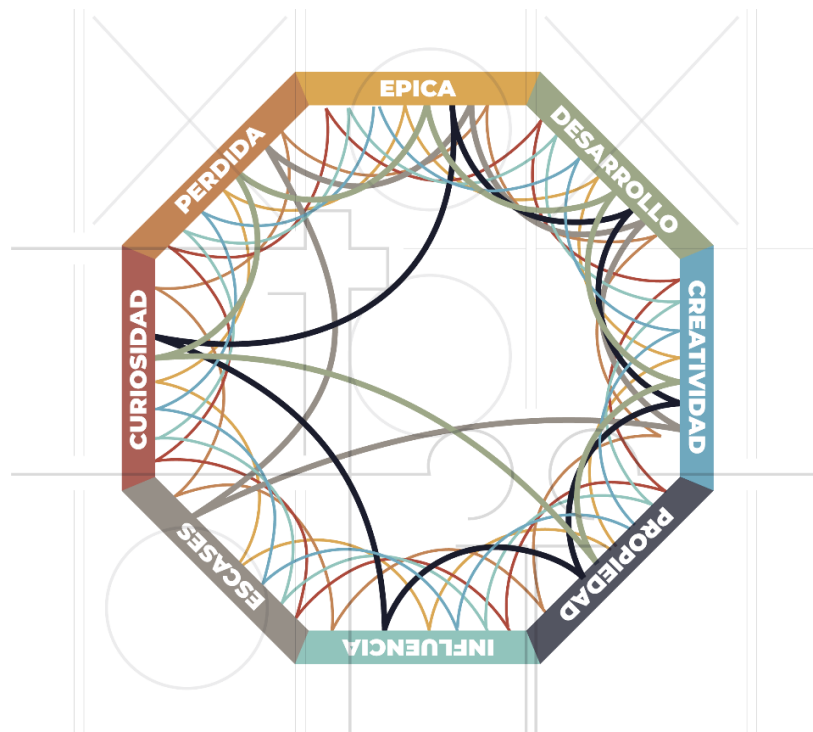 EPICA
DESARROLLO
CREATIVIDAD
PROPIEDAD
INFLUENCIA
ESCASES
CURIOSIDAD
PERDIDA